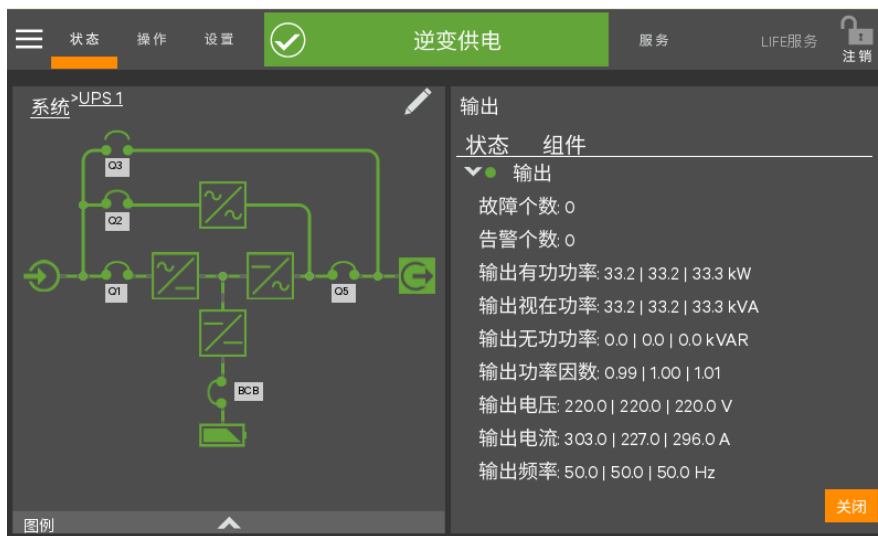 状态 操作 设置 逆变供电 服务 LIFE服务 注销
系统>UPS 1
Q3
Q2
Q1
Q5
BCB
图例
输出
状态 组件
输出
故障个数: 0
告警个数: 0
输出有功功率: 33.2 | 33.2 | 33.3 kW
输出视在功率: 33.2 | 33.2 | 33.3 kVA
输出无功功率: 0.0 | 0.0 | 0.0 kVAR
输出功率因数: 0.99 | 1.00 | 1.01
输出电压: 220.0 | 220.0 | 220.0 V
输出电流: 303.0 | 227.0 | 296.0 A
输出频率: 50.0 | 50.0 | 50.0 Hz
关闭